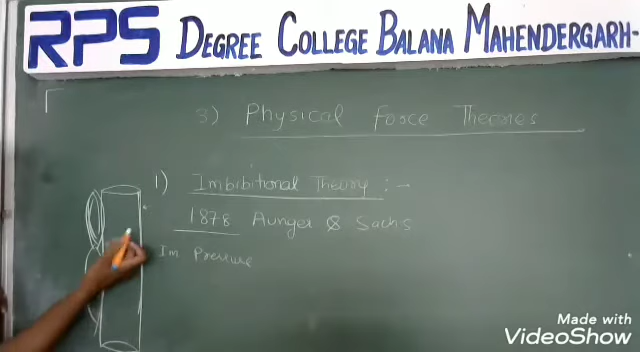 RPS DEGREE COLLEGE BALANA MAHENDERGARH-
3) Physical Force Theories
1) Imbibitional Theory :-
1878 Aunger & Sachs
Im Pressure
Made with
VideoShow